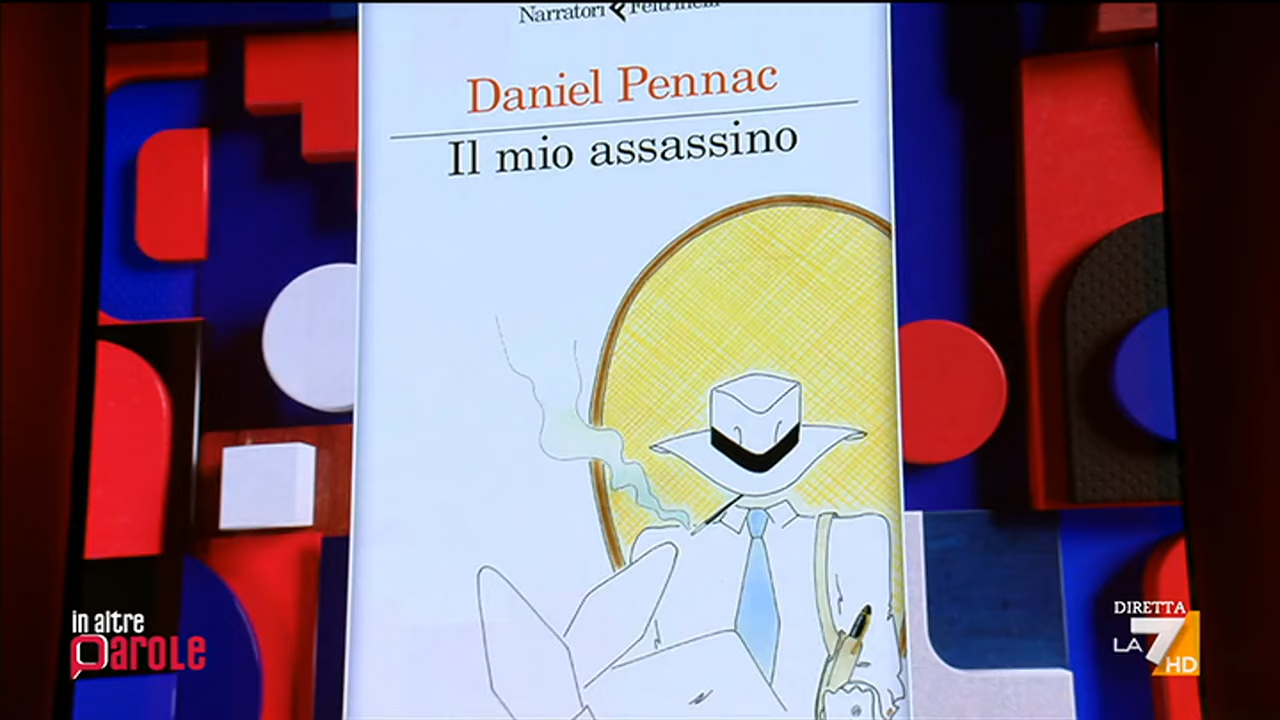 Narratori Feltrinelli
Daniel Pennac
Il mio assassino
in altre
PAROLE
DIRETTA
LA 7
HD